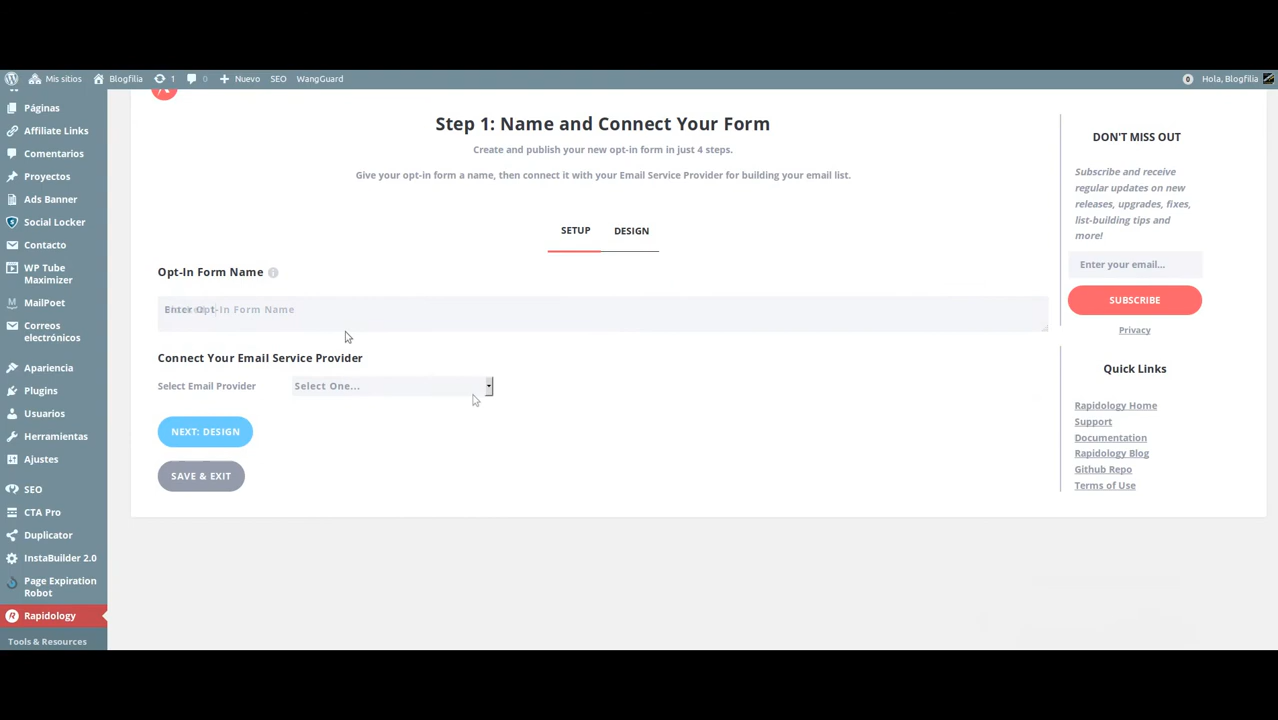 Mis sitios
Blogfilia
1
0
Nuevo
SEO
WangGuard
0
Hola, Blogfilia
Páginas
Affiliate Links
Comentarios
Proyectos
Ads Banner
Social Locker
Contacto
WP Tube
Maximizer
MailPoet
Correos
electrónicos
Apariencia
Plugins
Usuarios
Herramientas
Ajustes
SEO
CTA Pro
Duplicator
InstaBuilder 2.0
Page Expiration
Robot
Rapidology
Tools & Resources
Step 1: Name and Connect Your Form
Create and publish your new opt-in form in just 4 steps.
Give your opt-in form a name, then connect it with your Email Service Provider for building your email list.
SETUP
DESIGN
Opt-In Form Name
Enter Opt-In Form Name
Connect Your Email Service Provider
Select Email Provider
Select One...
NEXT: DESIGN
SAVE & EXIT
DON'T MISS OUT
Subscribe and receive
regular updates on new
releases, upgrades, fixes,
list-building tips and
more!
Enter your email...
SUBSCRIBE
Privacy
Quick Links
Rapidology Home
Support
Documentation
Rapidology Blog
Github Repo
Terms of Use